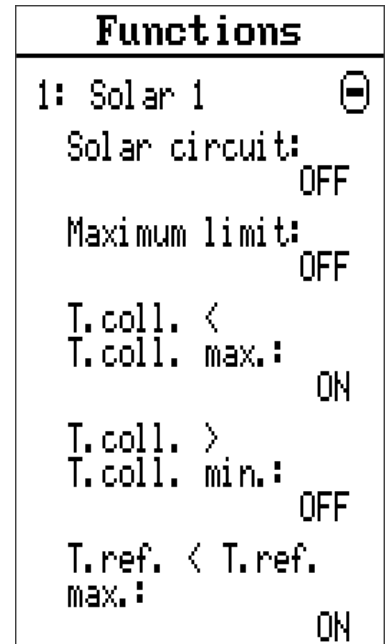 Functions
1: Solar 1
Solar circuit:
OFF
Maximum limit:
OFF
T.coll. <
T.coll. max.:
ON
T.coll. >
T.coll. min.:
OFF
T.ref. < T.ref.
max.:
ON